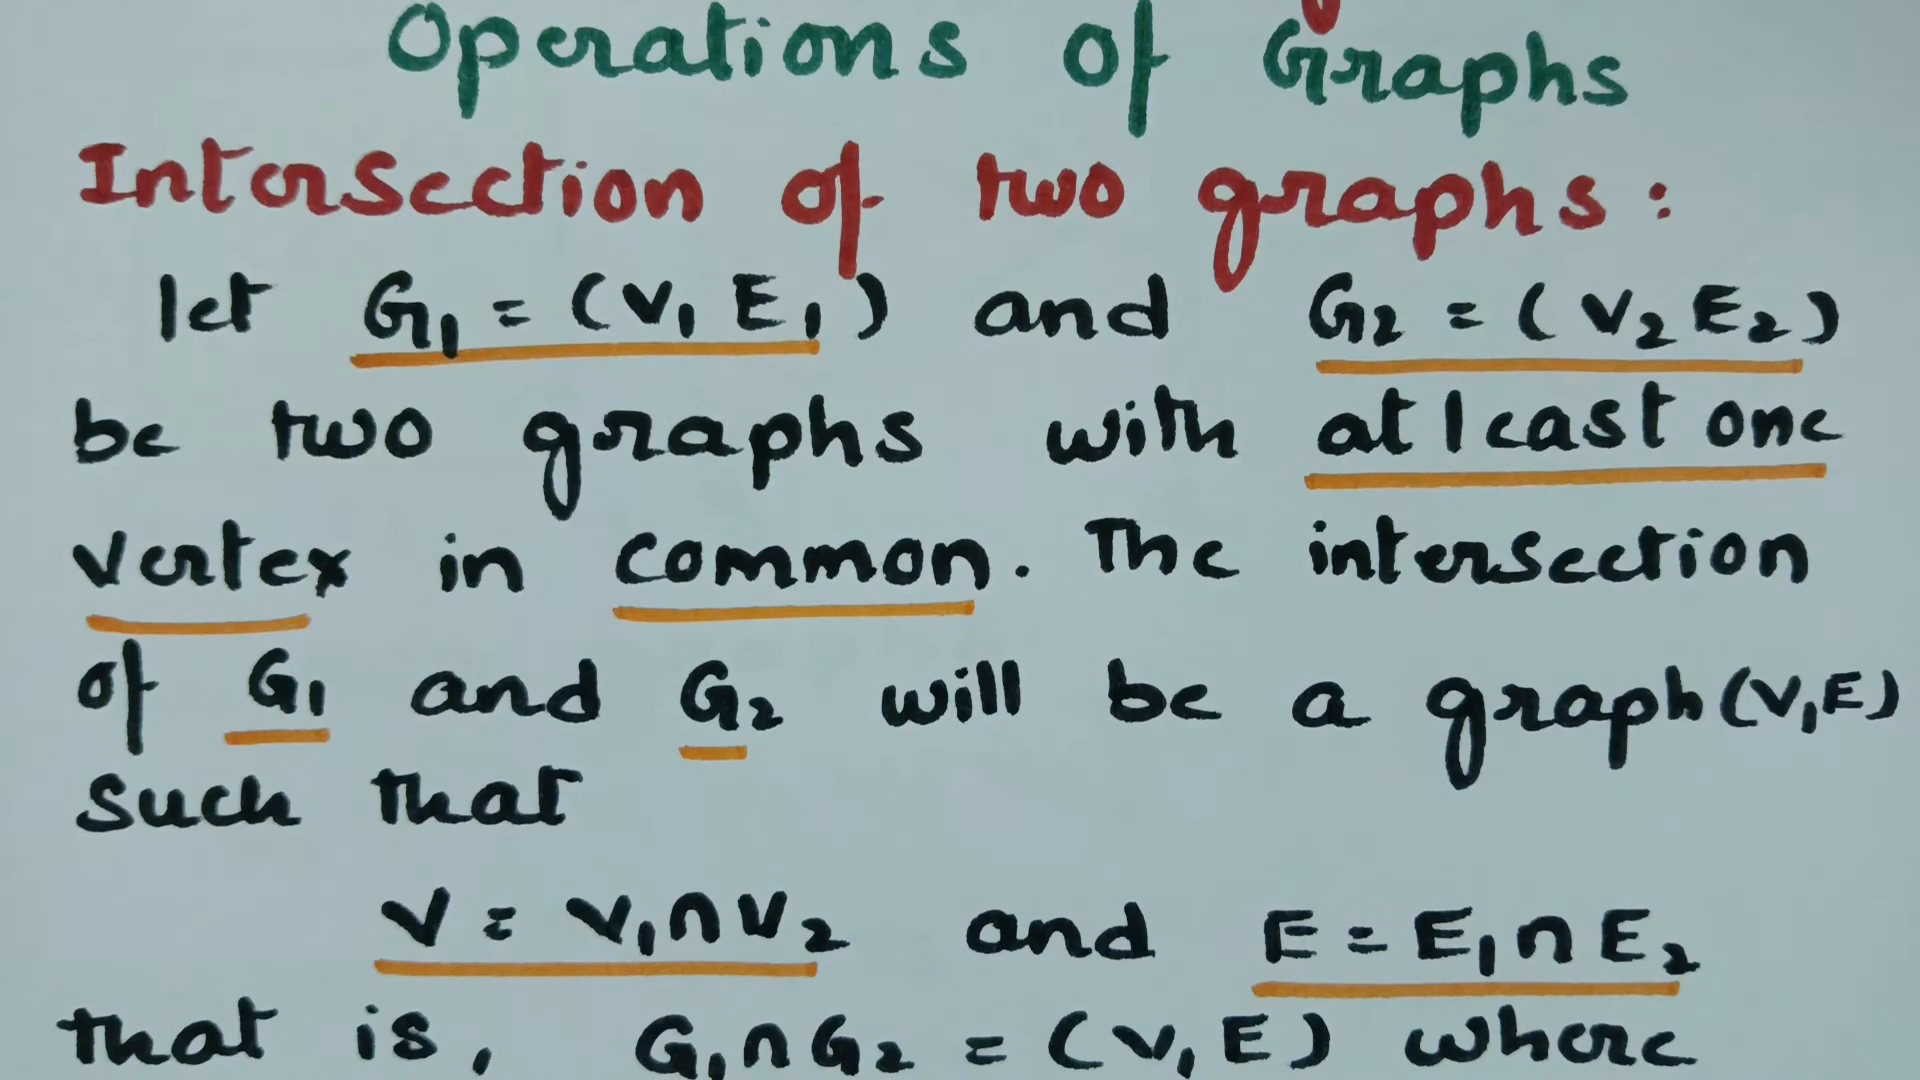 Operations of Graphs
Intersection of two graphs:
let G₁ = (V₁ E₁) and G₂ = (V₂ E₂)
be two graphs with at least one
vertex in common. The intersection
of G₁ and G₂ will be a graph (V, E)
such that
V = V₁∩V₂ and E = E₁∩E₂
that is, G₁∩G₂ = (V, E) where